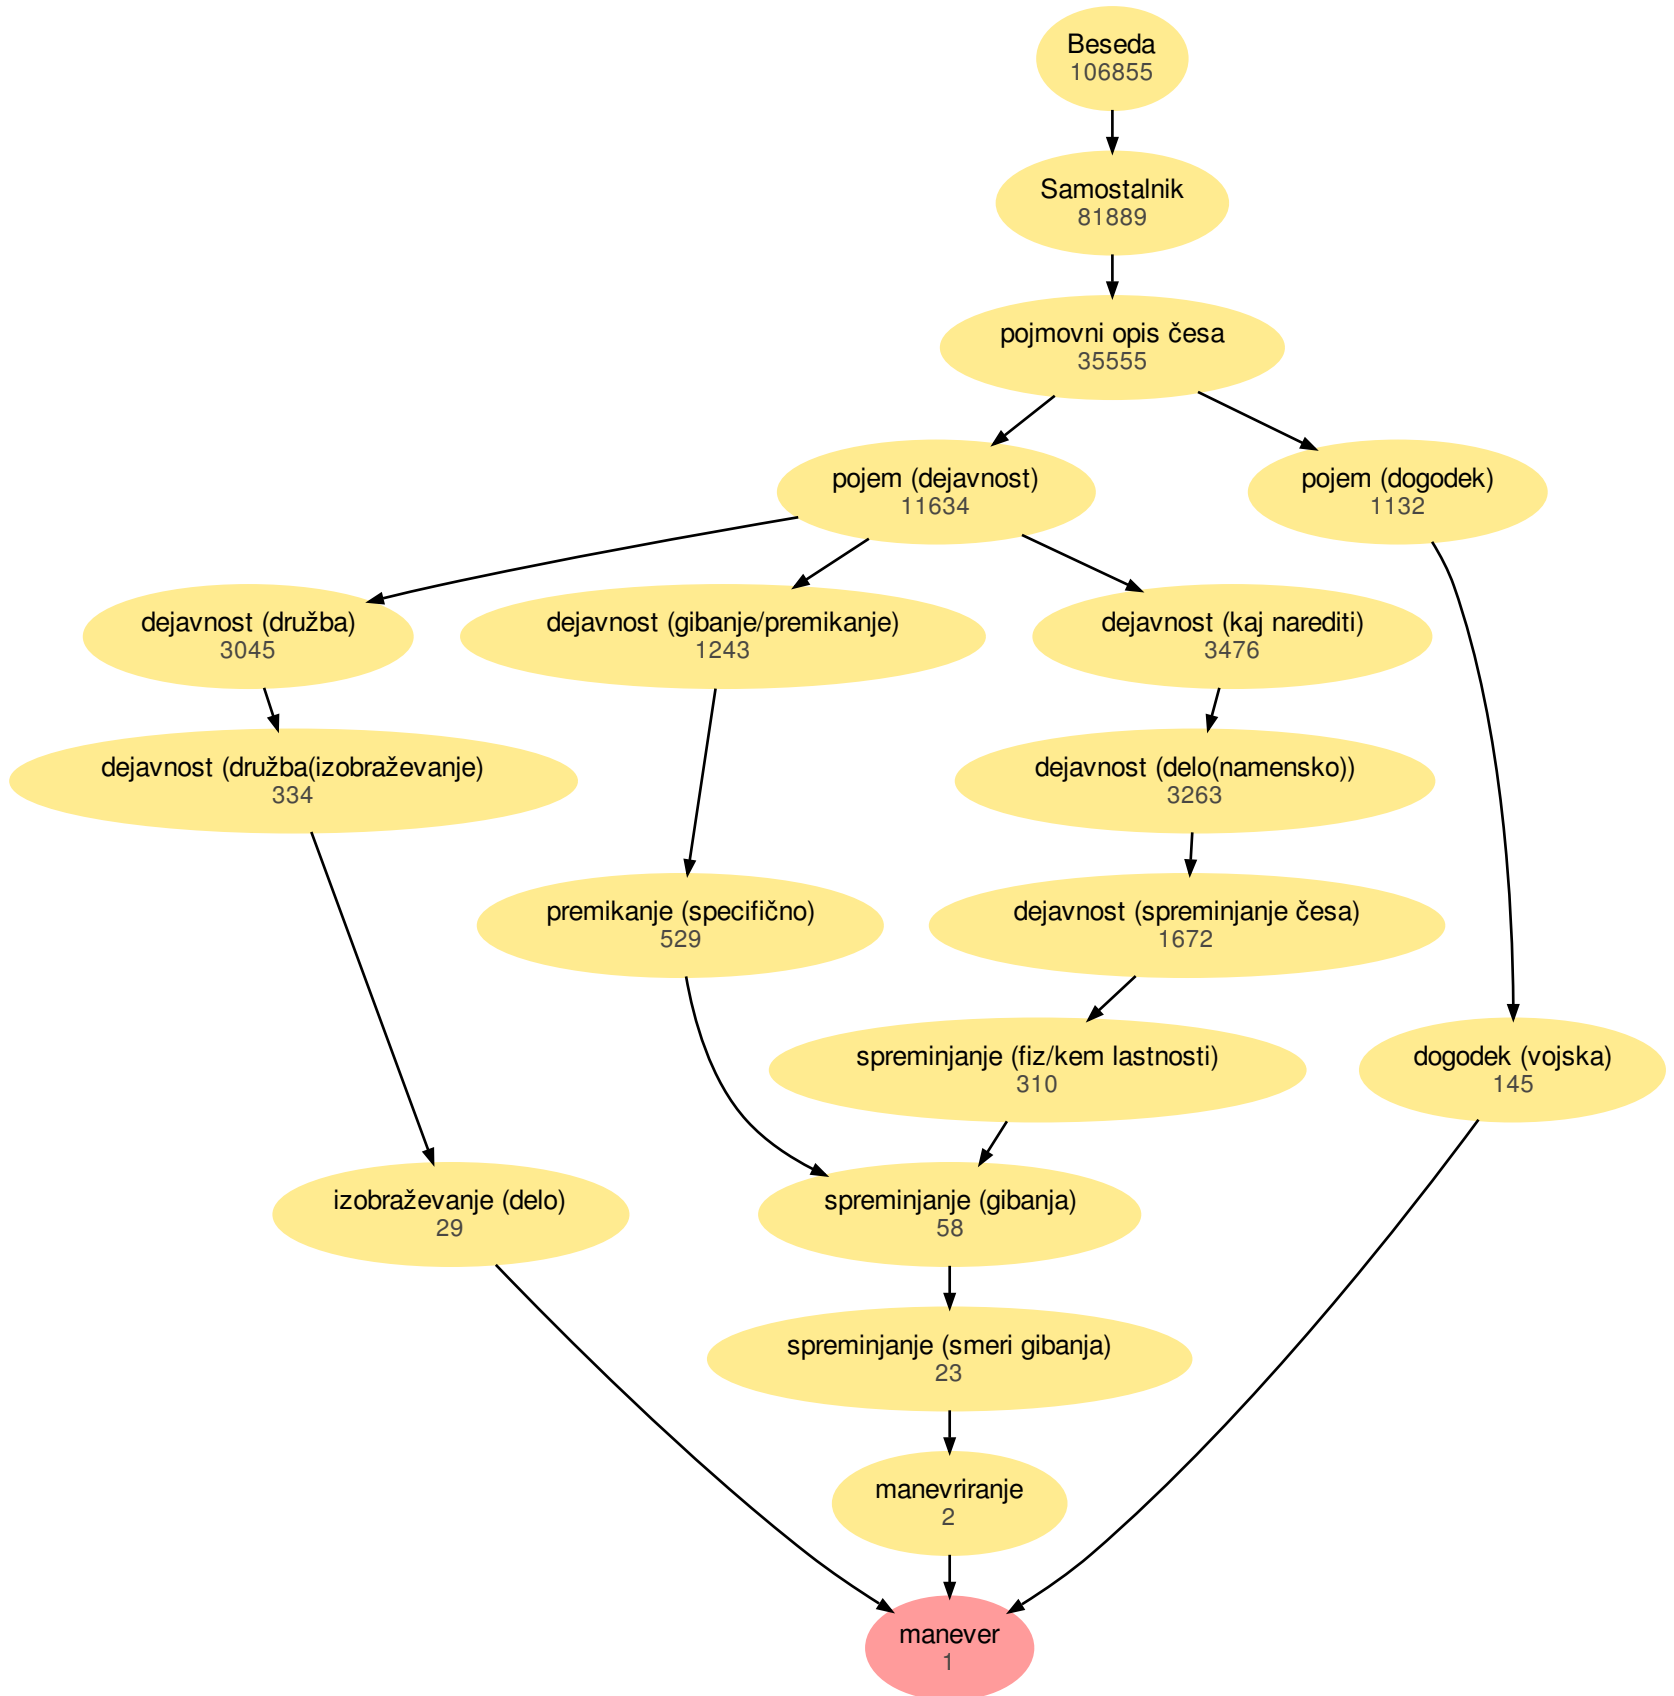 Beseda
106855
Samostalnik
81889
pojmovni opis česa
35555
pojem (dejavnost)
11634
pojem (dogodek)
1132
dejavnost (družba)
3045
dejavnost (gibanje/premikanje)
1243
dejavnost (kaj narediti)
3476
dejavnost (družba(izobraževanje)
334
dejavnost (delo(namensko))
3263
premikanje (specifično)
529
dejavnost (spreminjanje česa)
1672
spreminjanje (fiz/kem lastnosti)
310
dogodek (vojska)
145
izobraževanje (delo)
29
spreminjanje (gibanja)
58
spreminjanje (smeri gibanja)
23
manevriranje
2
manever
1